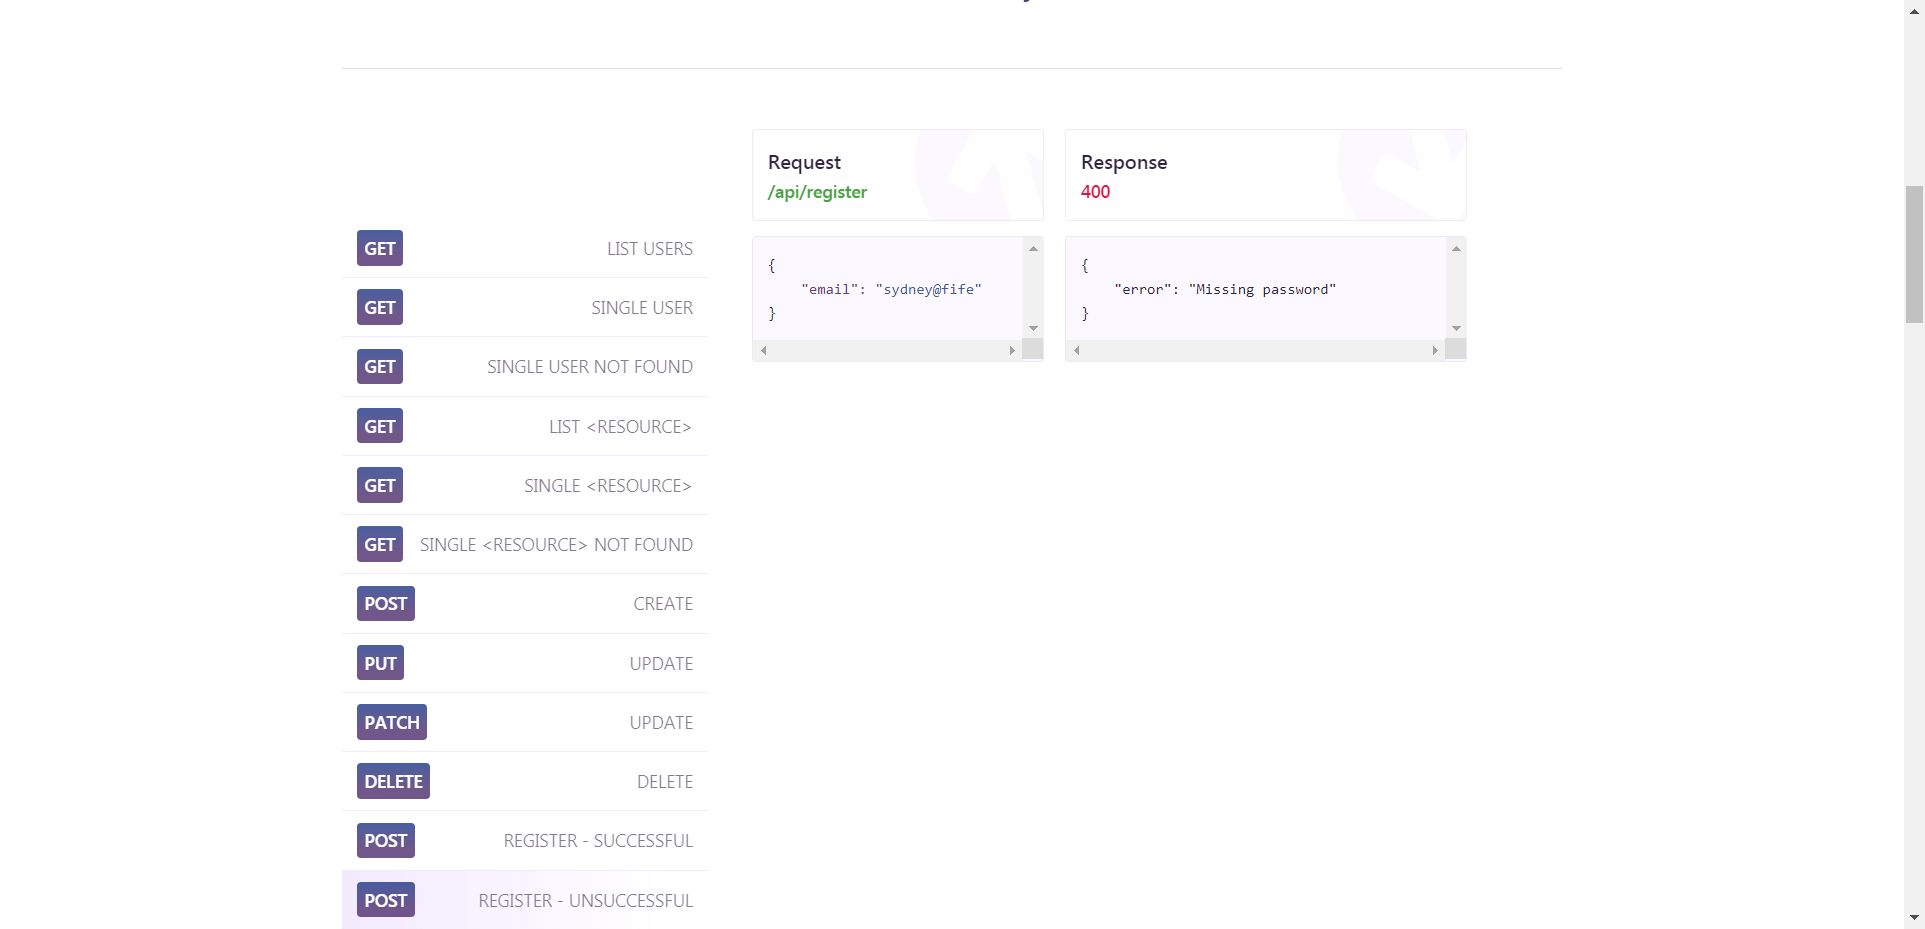 GET LIST USERS
GET SINGLE USER
GET SINGLE USER NOT FOUND
GET LIST <RESOURCE>
GET SINGLE <RESOURCE>
GET SINGLE <RESOURCE> NOT FOUND
POST CREATE
PUT UPDATE
PATCH UPDATE
DELETE DELETE
POST REGISTER - SUCCESSFUL
POST REGISTER - UNSUCCESSFUL
Request
/api/register
{
    "email": "sydney@fife"
}
Response
400
{
    "error": "Missing password"
}